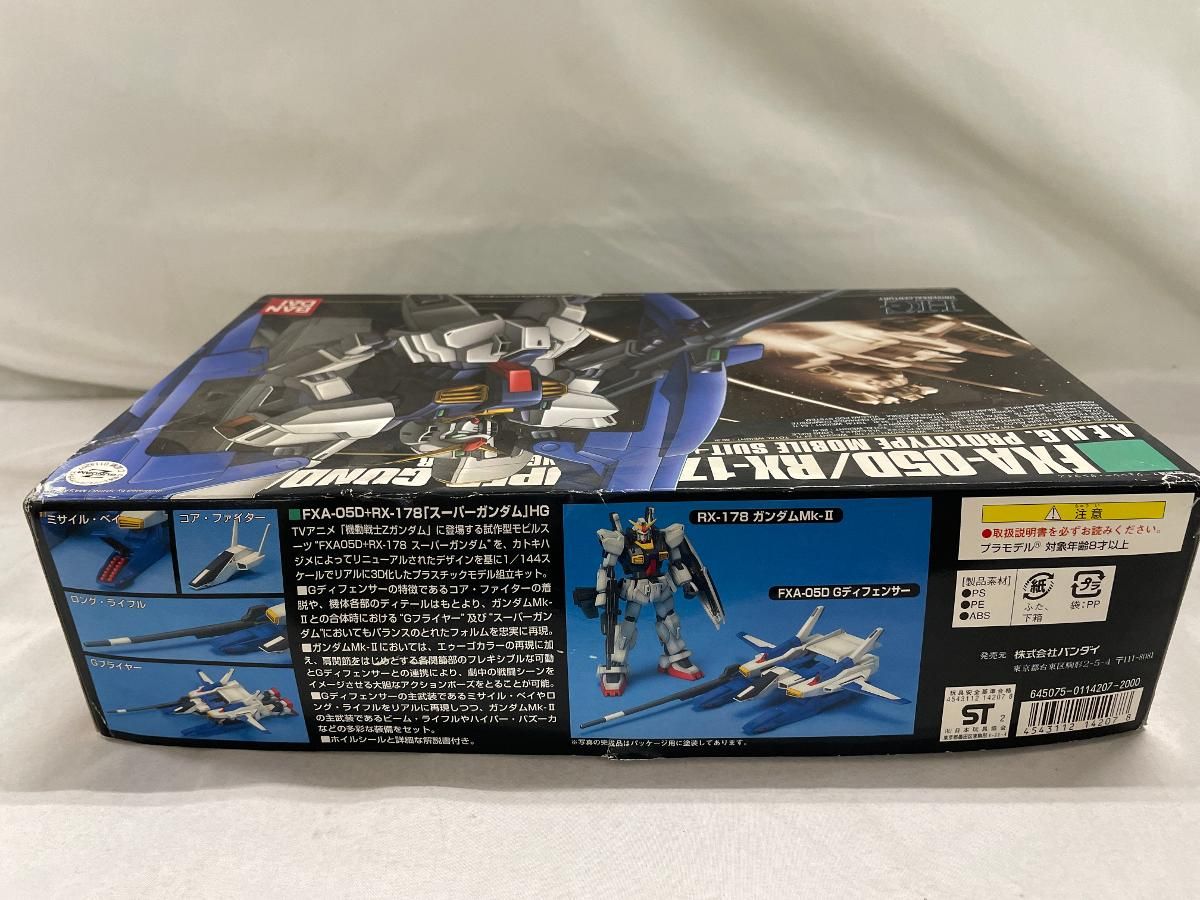 BAN
DAI
HG
UNIVERSAL CENTURY
FXA-05D/RX-17
A.E.U.G. PROTOTYPE MOBILE SUIT
GUND
ミサイル・ベイ
コア・ファイター
ロング・ライフル
Gフライヤー
■FXA-05D+RX-178「スーパーガンダム」HG
TVアニメ「機動戦士Zガンダム」に登場する試作型モビルス
ーツ"FXA05D+RX-178 スーパーガンダム"を、カトキハ
ジメによってリニューアルされたデザインを基に1/144ス
ケールでリアルに3D化したプラスチックモデル組立キット。
■Gディフェンサーの特徴であるコア・ファイターの着
脱や、機体各部のディテールはもとより、ガンダムMk-
Ⅱとの合体時における"Gフライヤー"及び"スーパーガン
ダム"においてもバランスのとれたフォルムを忠実に再現。
■ガンダムMk-Ⅱにおいては、エゥーゴカラーの再現に加
え、肩関節をはじめとする各関節部のフレキシブルな可動
とGディフェンサーとの連携により、劇中の戦闘シーンを
イメージさせる大胆なアクションポーズをとることが可能。
■Gディフェンサーの主武装であるミサイル・ベイやロ
ング・ライフルをリアルに再現しつつ、ガンダムMk-Ⅱ
の主武装であるビーム・ライフルやハイパー・バズーカ
などの多彩な装備をセット。
■ホイルシールと詳細な解説書付き。
RX-178 ガンダムMk-Ⅱ
FXA-05D Gディフェンサー
※写真の完成品はパッケージ用に塗装してあります。
注意
●取扱説明書を必ずお読みください。
プラモデル® 対象年齢8才以上
[製品素材]
●PS
●PE
●ABS
紙
ふた、
下箱
プラ
袋:PP
発売元 株式会社バンダイ
東京都台東区駒形2-5-4 〒111-8081
玩具安全基準合格
4543112 14207 8
ST 2
(社)日本玩具協会
645075-0114207-2000
4543112 142078